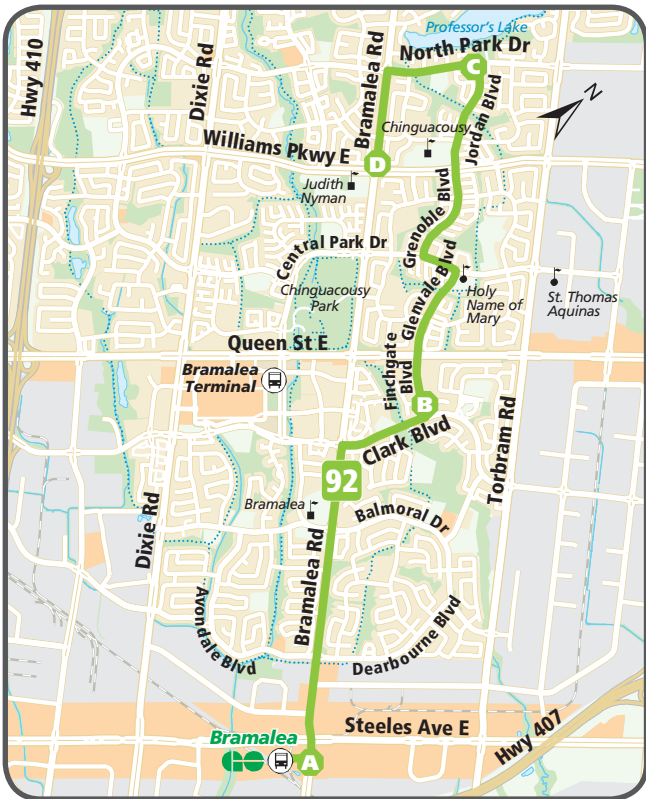 Professor's Lake
North Park Dr
C
Hwy 410
Dixie Rd
Bramalea Rd
Jordan Blvd
N
Chinguacousy
Williams Pkwy E
D
Judith
Nyman
Grenoble Blvd
Central Park Dr
Glenvale Blvd
Chinguacousy
Park
Holy
Name of
Mary
St. Thomas
Aquinas
Queen St E
Finchgate
Blvd
Bramalea
Terminal
B
Clark Blvd
Torbram Rd
92
Bramalea
Balmoral Dr
Dixie Rd
Bramalea Rd
Avondale Blvd
Dearbourne Blvd
Steeles Ave E
Hwy 407
Bramalea
A